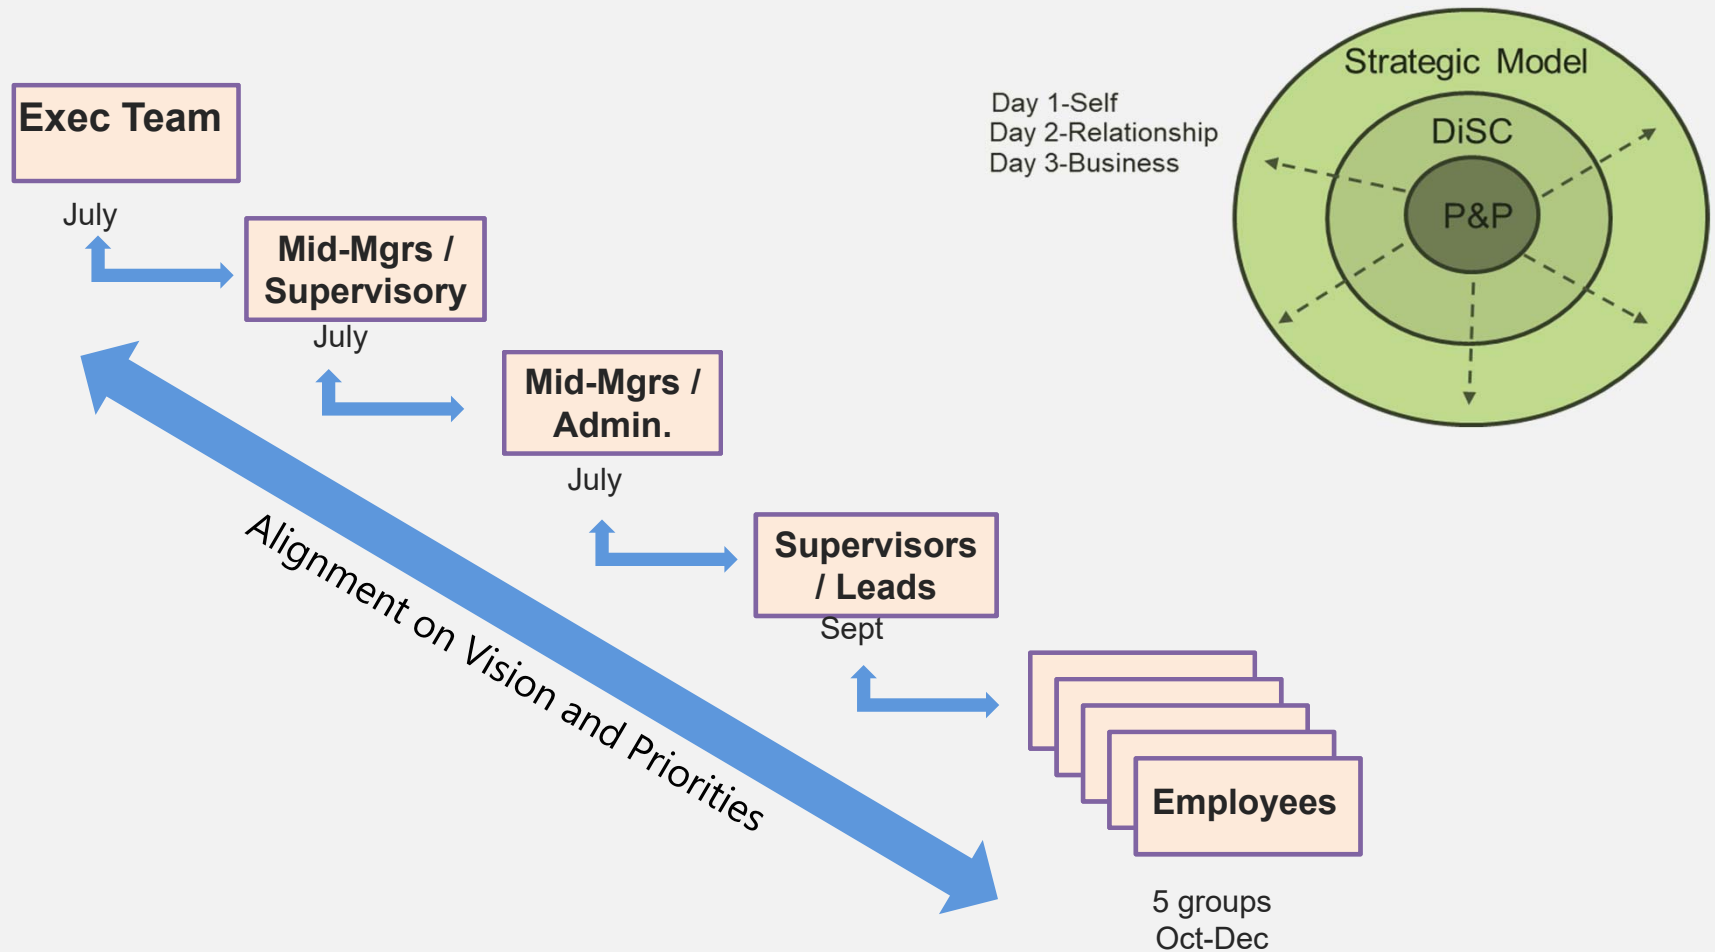 Exec Team
July
Mid-Mgrs /
Supervisory
July
Mid-Mgrs /
Admin.
July
Supervisors
/ Leads
Sept
Employees
5 groups
Oct-Dec
Alignment on Vision and Priorities
Day 1-Self
Day 2-Relationship
Day 3-Business
Strategic Model
DiSC
P&P